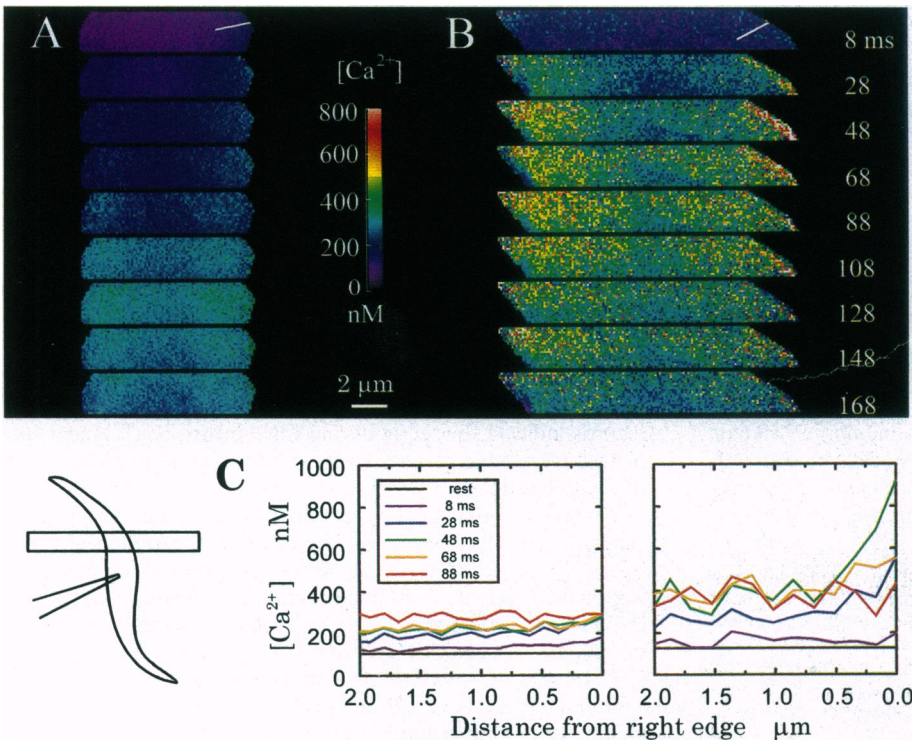 A
B
[Ca2+]
800
600
400
200
0
nM
2 µm
8 ms
28
48
68
88
108
128
148
168
C
1000
800
600
400
200
0
[Ca2+] nM
rest
8 ms
28 ms
48 ms
68 ms
88 ms
2.0 1.5 1.0 0.5 0.0
2.0 1.5 1.0 0.5 0.0
Distance from right edge µm